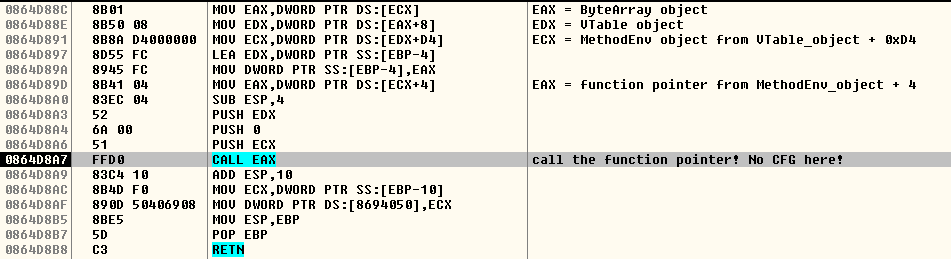 0864D88C 8B01 MOV EAX,DWORD PTR DS:[ECX] EAX = ByteArray object
0864D88E 8B50 08 MOV EDX,DWORD PTR DS:[EAX+8] EDX = VTable object
0864D891 8B8A D4000000 MOV ECX,DWORD PTR DS:[EDX+D4] ECX = MethodEnv object from VTable_object + 0xD4
0864D897 8D55 FC LEA EDX,DWORD PTR SS:[EBP-4]
0864D89A 8945 FC MOV DWORD PTR SS:[EBP-4],EAX
0864D89D 8B41 04 MOV EAX,DWORD PTR DS:[ECX+4] EAX = function pointer from MethodEnv_object + 4
0864D8A0 83EC 04 SUB ESP,4
0864D8A3 52 PUSH EDX
0864D8A4 6A 00 PUSH 0
0864D8A6 51 PUSH ECX
0864D8A7 FFD0 CALL EAX call the function pointer! No CFG here!
0864D8A9 83C4 10 ADD ESP,10
0864D8AC 8B4D F0 MOV ECX,DWORD PTR SS:[EBP-10]
0864D8AF 890D 50406908 MOV DWORD PTR DS:[8694050],ECX
0864D8B5 8BE5 MOV ESP,EBP
0864D8B7 5D POP EBP
0864D8B8 C3 RETN